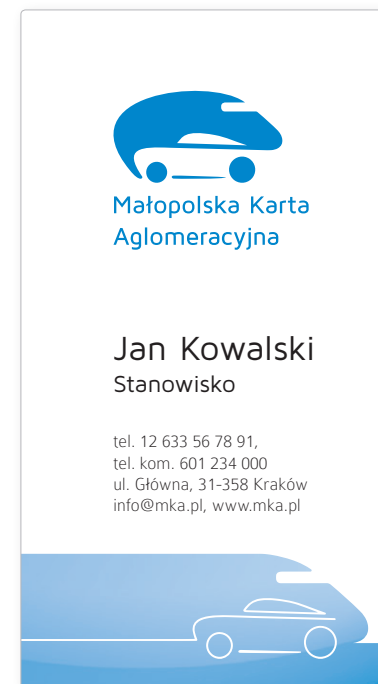 Małopolska Karta
Aglomeracyjna
Jan Kowalski
Stanowisko
tel. 12 633 56 78 91,
tel. kom. 601 234 000
ul. Główna, 31-358 Kraków
info@mka.pl, www.mka.pl